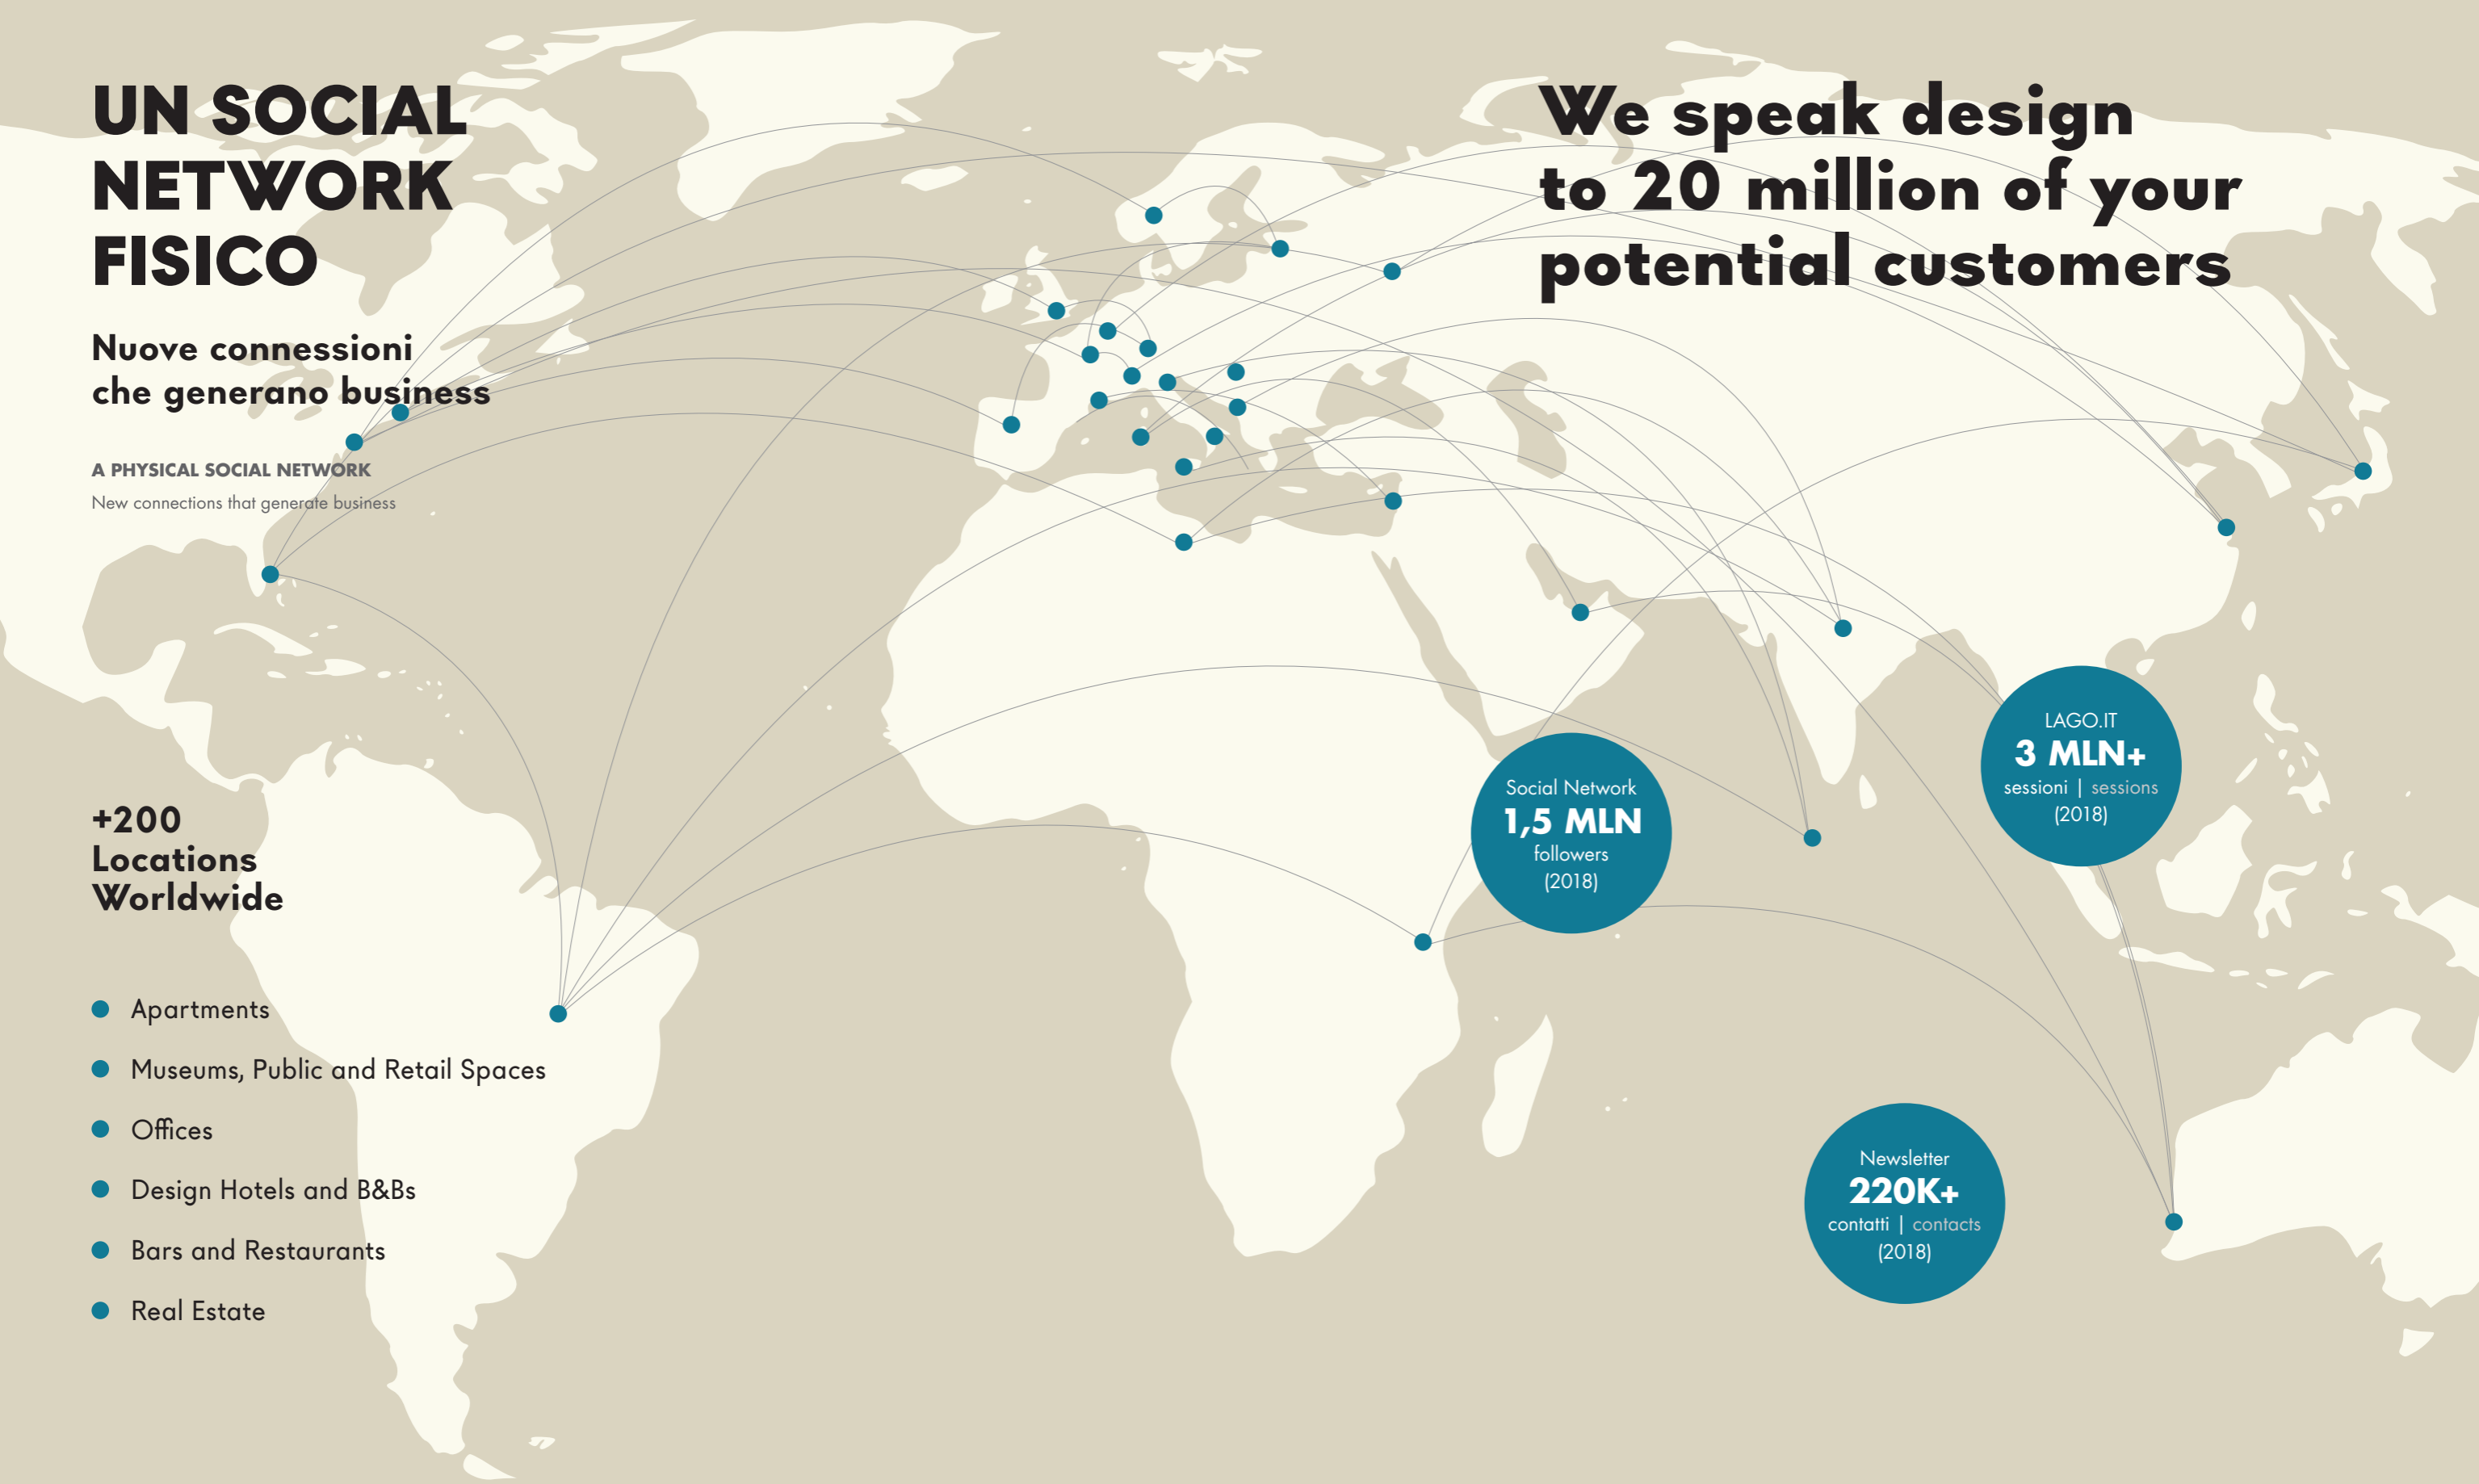 UN SOCIAL
NETWORK
FISICO
Nuove connessioni
che generano business
A PHYSICAL SOCIAL NETWORK
New connections that generate business
+200
Locations
Worldwide
Apartments
Museums, Public and Retail Spaces
Offices
Design Hotels and B&Bs
Bars and Restaurants
Real Estate
We speak design
to 20 million of your
potential customers
Social Network
1,5 MLN
followers
(2018)
LAGO.IT
3 MLN+
sessioni | sessions
(2018)
Newsletter
220K+
contatti | contacts
(2018)